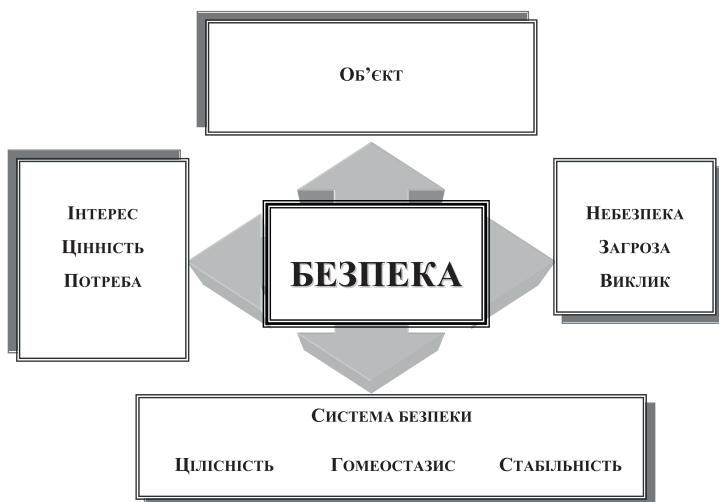 Об’єкт
Інтерес
Цінність
Потреба
БЕЗПЕКА
Небезпека
Загроза
Виклик
Система безпеки
Цілісність Гомеостазис Стабільність